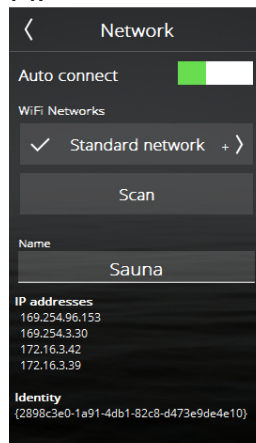 Network
Auto connect
WiFi Networks
Standard network +
Scan
Name
Sauna
IP addresses
169.254.96.153
169.254.3.30
172.16.3.42
172.16.3.39
Identity
{2898c3e0-1a91-4db1-82c8-d473e9de4e10}